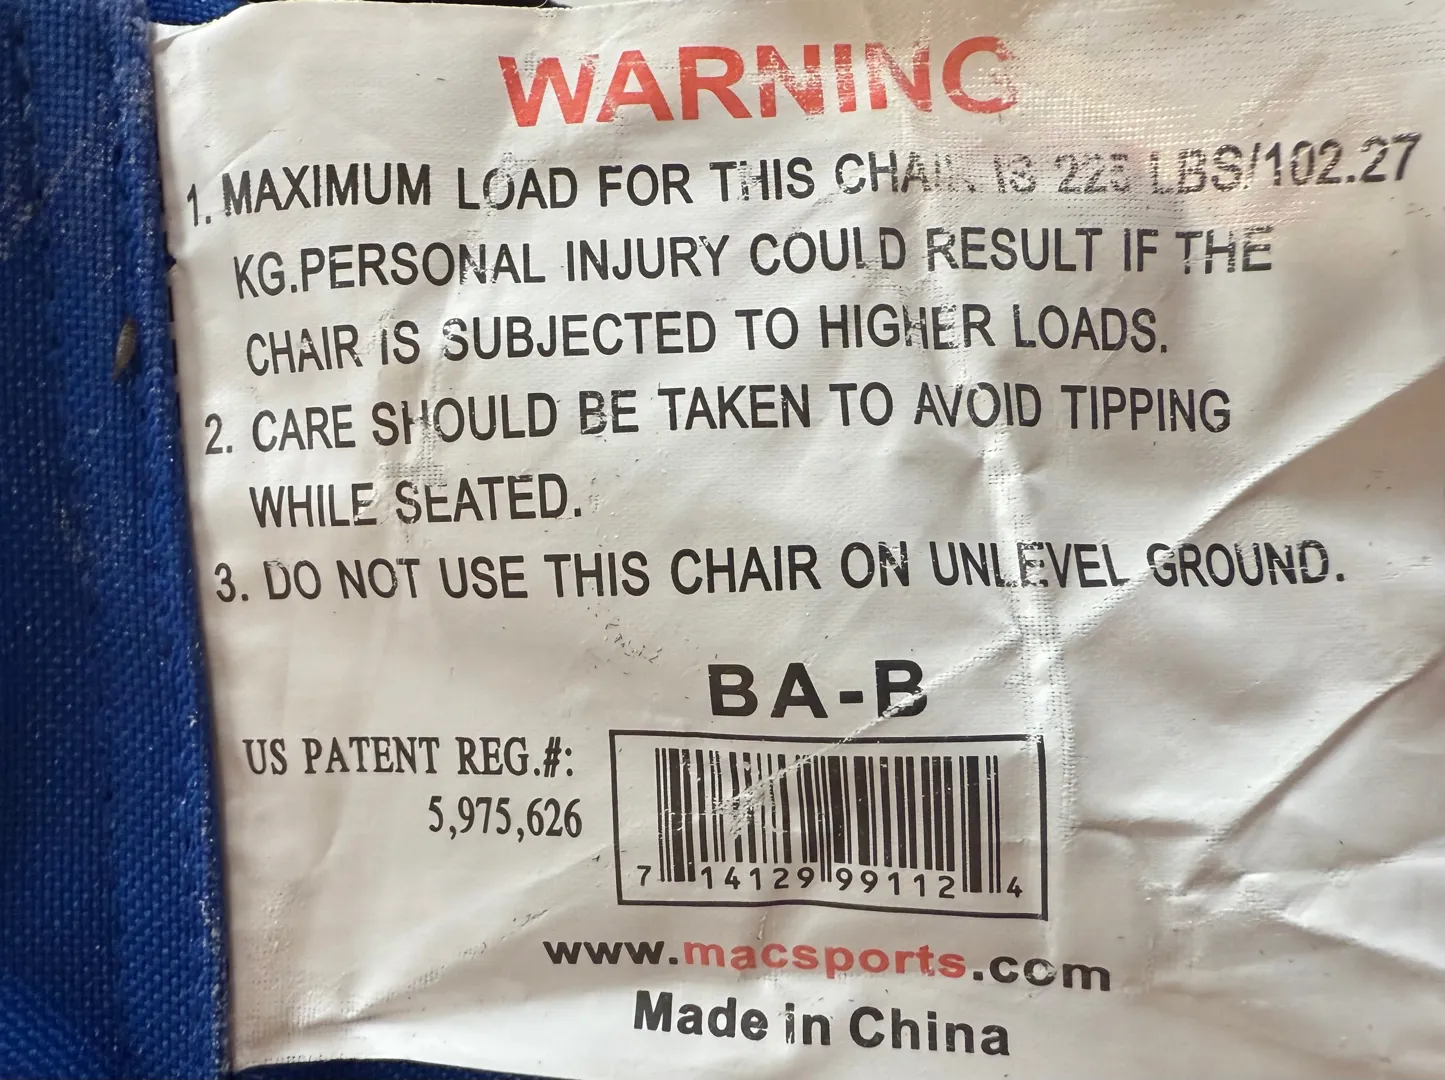 WARNING
1. MAXIMUM LOAD FOR THIS CHAIR IS 225 LBS/102.27
KG.PERSONAL INJURY COULD RESULT IF THE
CHAIR IS SUBJECTED TO HIGHER LOADS.
2. CARE SHOULD BE TAKEN TO AVOID TIPPING
WHILE SEATED.
3. DO NOT USE THIS CHAIR ON UNLEVEL GROUND.
BA-B
US PATENT REG.#:
5,975,626
7 14129 99112 4
www.macsports.com
Made in China